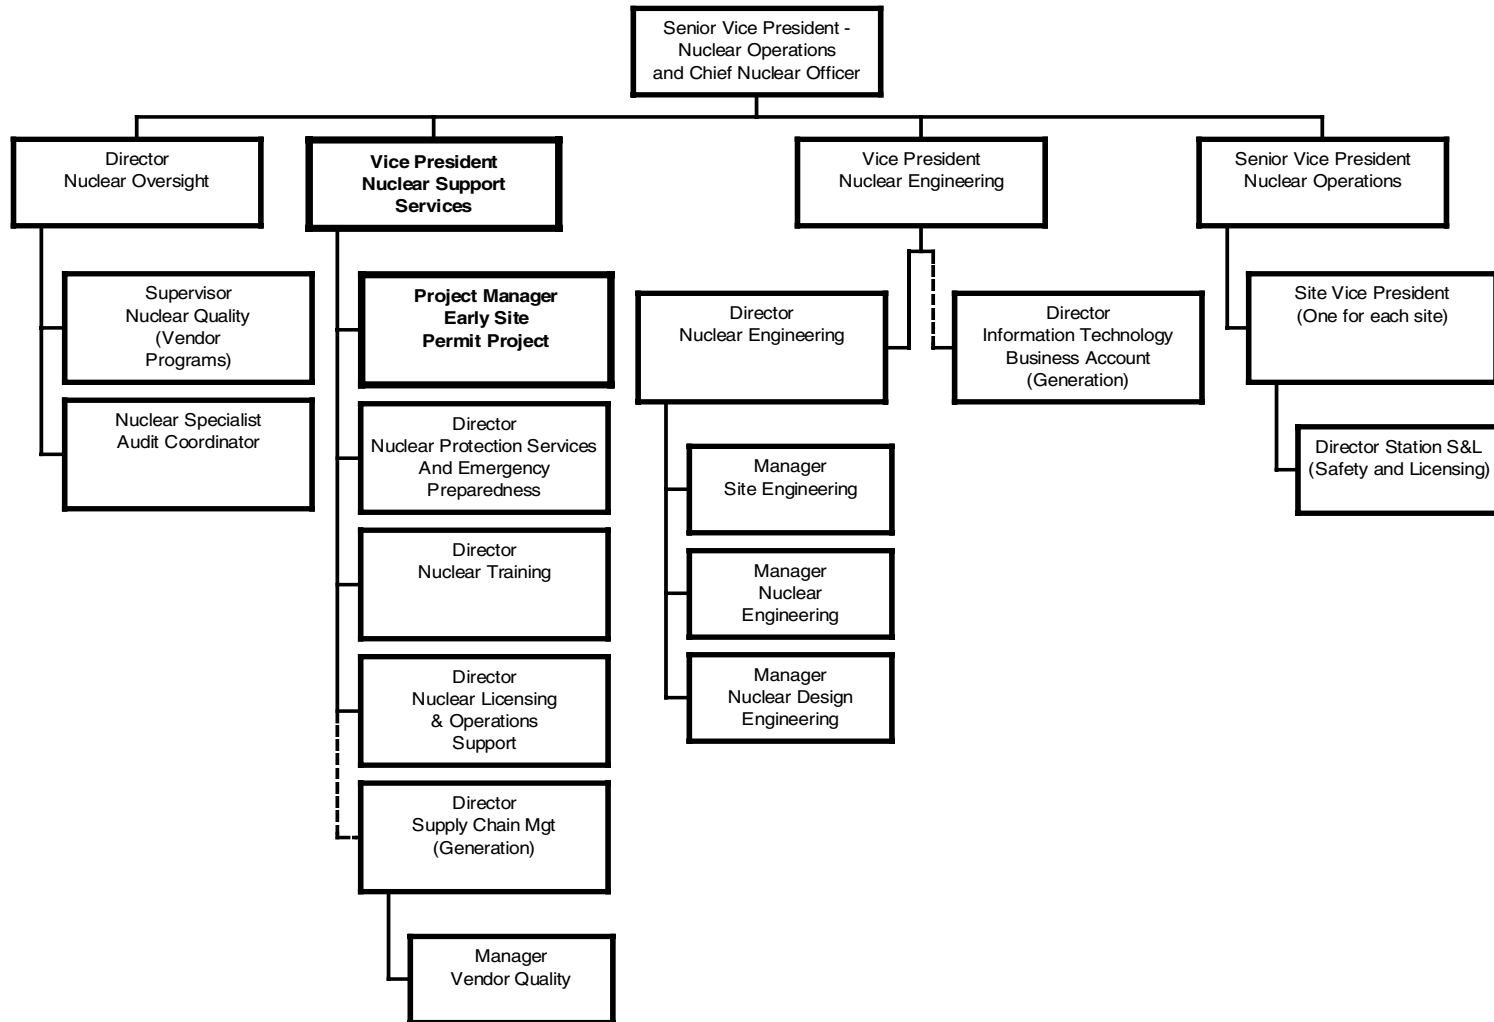 Senior Vice President -
Nuclear Operations
and Chief Nuclear Officer
Director
Nuclear Oversight
Vice President
Nuclear Support
Services
Vice President
Nuclear Engineering
Senior Vice President
Nuclear Operations
Supervisor
Nuclear Quality
(Vendor
Programs)
Nuclear Specialist
Audit Coordinator
Project Manager
Early Site
Permit Project
Director
Nuclear Protection Services
And Emergency
Preparedness
Director
Nuclear Training
Director
Nuclear Licensing
& Operations
Support
Director
Supply Chain Mgt
(Generation)
Manager
Vendor Quality
Director
Nuclear Engineering
Manager
Site Engineering
Manager
Nuclear
Engineering
Manager
Nuclear Design
Engineering
Director
Information Technology
Business Account
(Generation)
Site Vice President
(One for each site)
Director Station S&L
(Safety and Licensing)